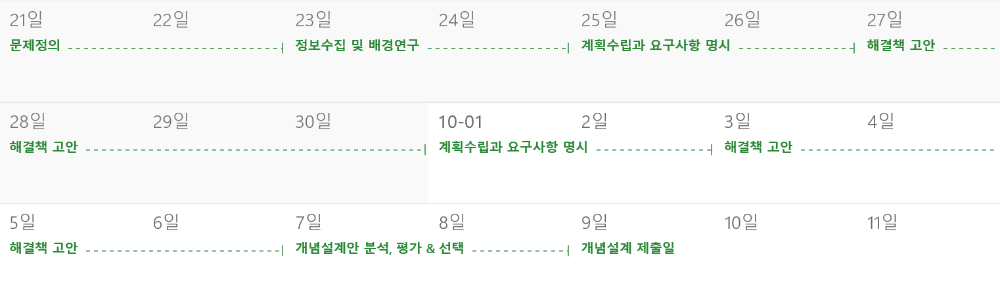 21일 22일 23일 24일 25일 26일 27일
문제정의 정보수집 및 배경연구 계획수립과 요구사항 명시 해결책 고안
28일 29일 30일 10-01 2일 3일 4일
해결책 고안 계획수립과 요구사항 명시 해결책 고안
5일 6일 7일 8일 9일 10일 11일
해결책 고안 개념설계안 분석, 평가 & 선택 개념설계 제출일